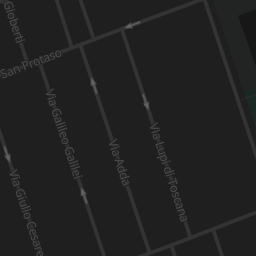 Gioberti
San Protaso
Via Galileo Galilei
Via Adda
Via Lupi di Toscana
Via Giulio Cesare